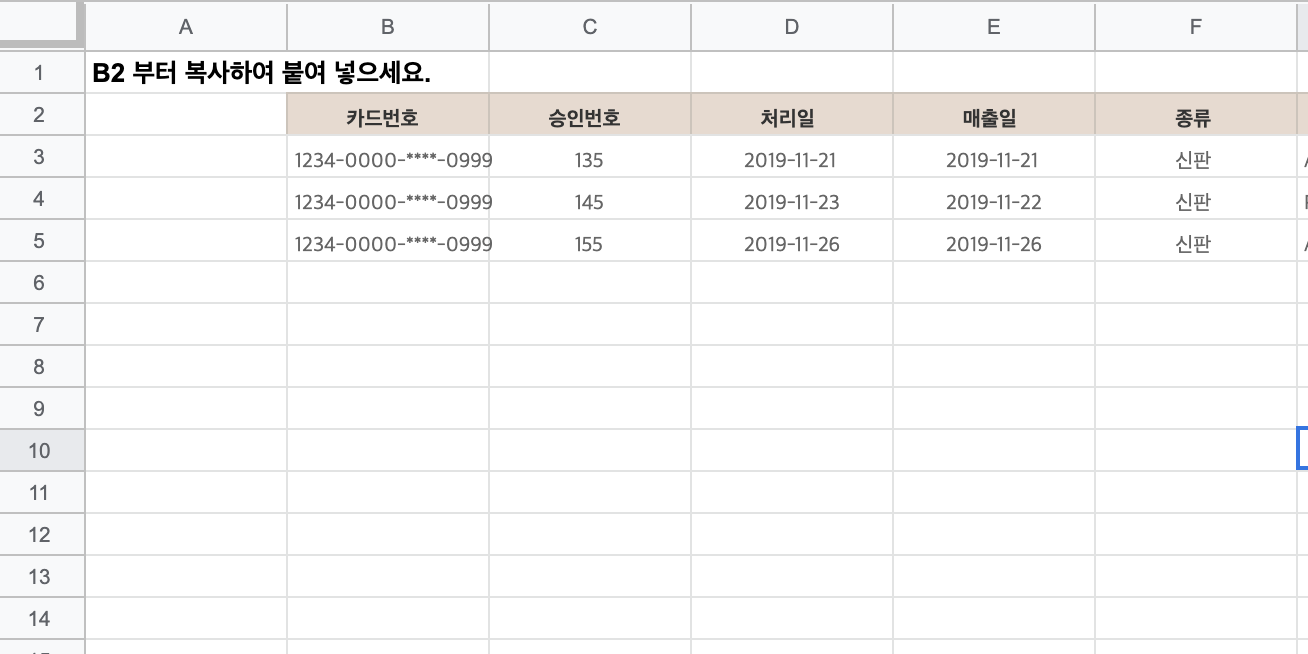 A B C D E F
1 B2 부터 복사하여 붙여 넣으세요.
2 카드번호 승인번호 처리일 매출일 종류
3 1234-0000-****-0999 135 2019-11-21 2019-11-21 신판
4 1234-0000-****-0999 145 2019-11-23 2019-11-22 신판
5 1234-0000-****-0999 155 2019-11-26 2019-11-26 신판
6
7
8
9
10
11
12
13
14